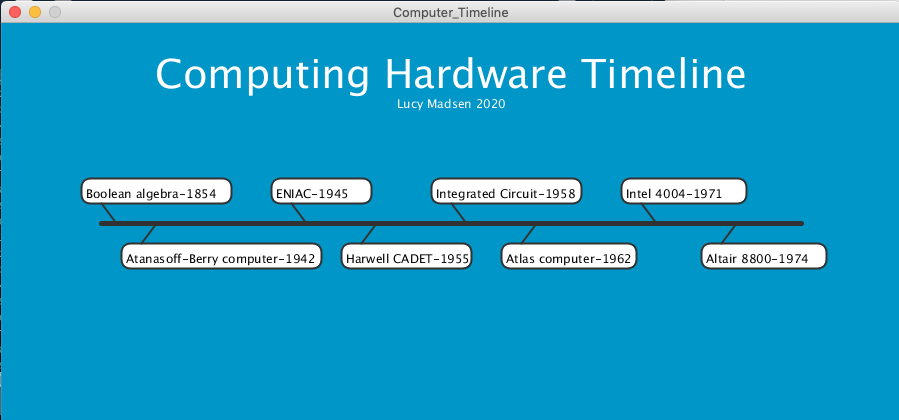 Computer_Timeline
Computing Hardware Timeline
Lucy Madsen 2020
Boolean algebra-1854
ENIAC-1945
Integrated Circuit-1958
Intel 4004-1971
Atanasoff-Berry computer-1942
Harwell CADET-1955
Atlas computer-1962
Altair 8800-1974